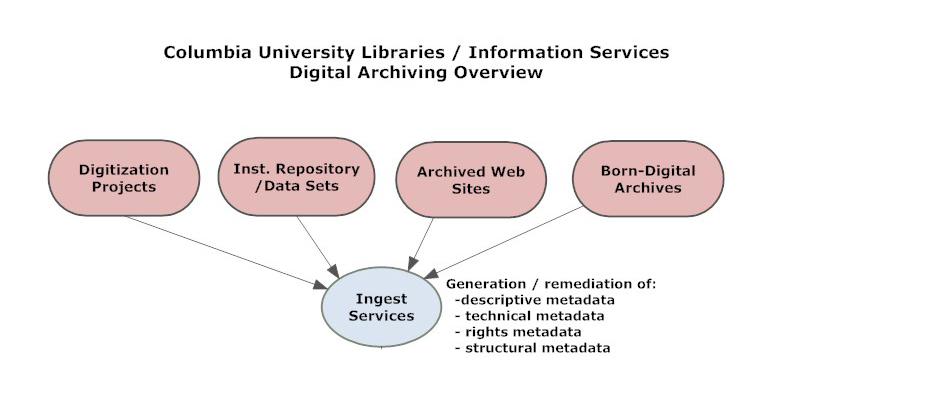 Columbia University Libraries / Information Services
Digital Archiving Overview
Digitization
Projects
Inst. Repository
/Data Sets
Archived Web
Sites
Born-Digital
Archives
Ingest
Services
Generation / remediation of:
-descriptive metadata
- technical metadata
- rights metadata
- structural metadata